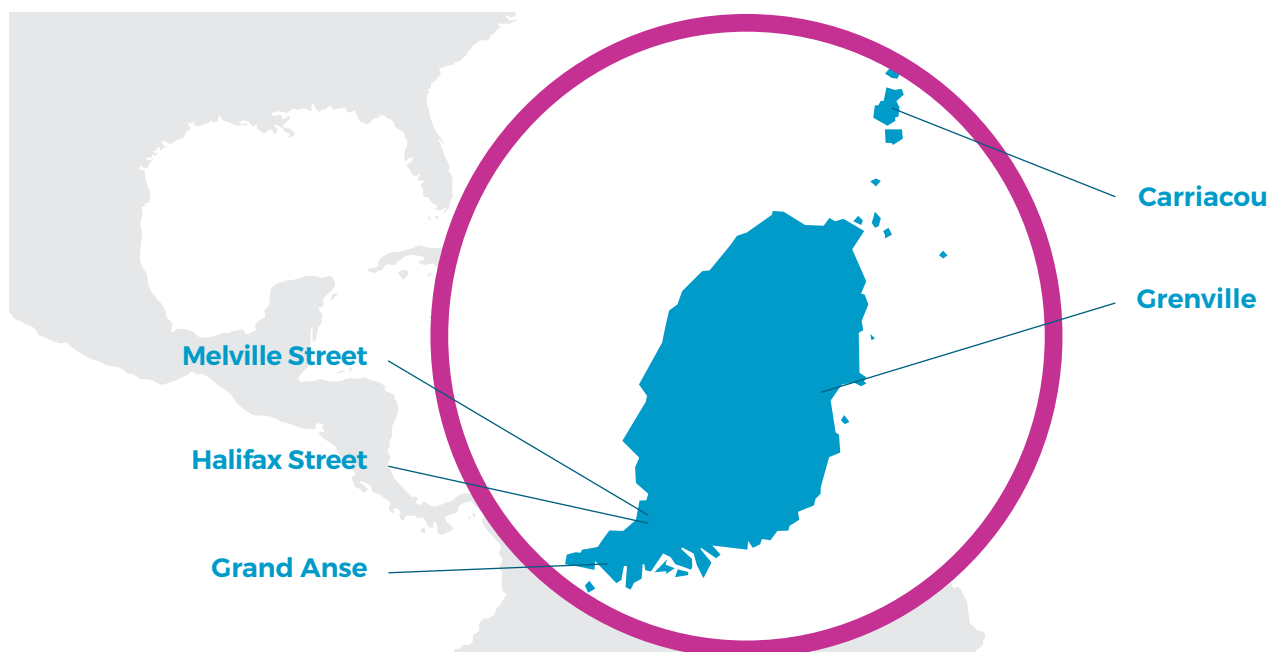 Carriacou
Grenville
Melville Street
Halifax Street
Grand Anse